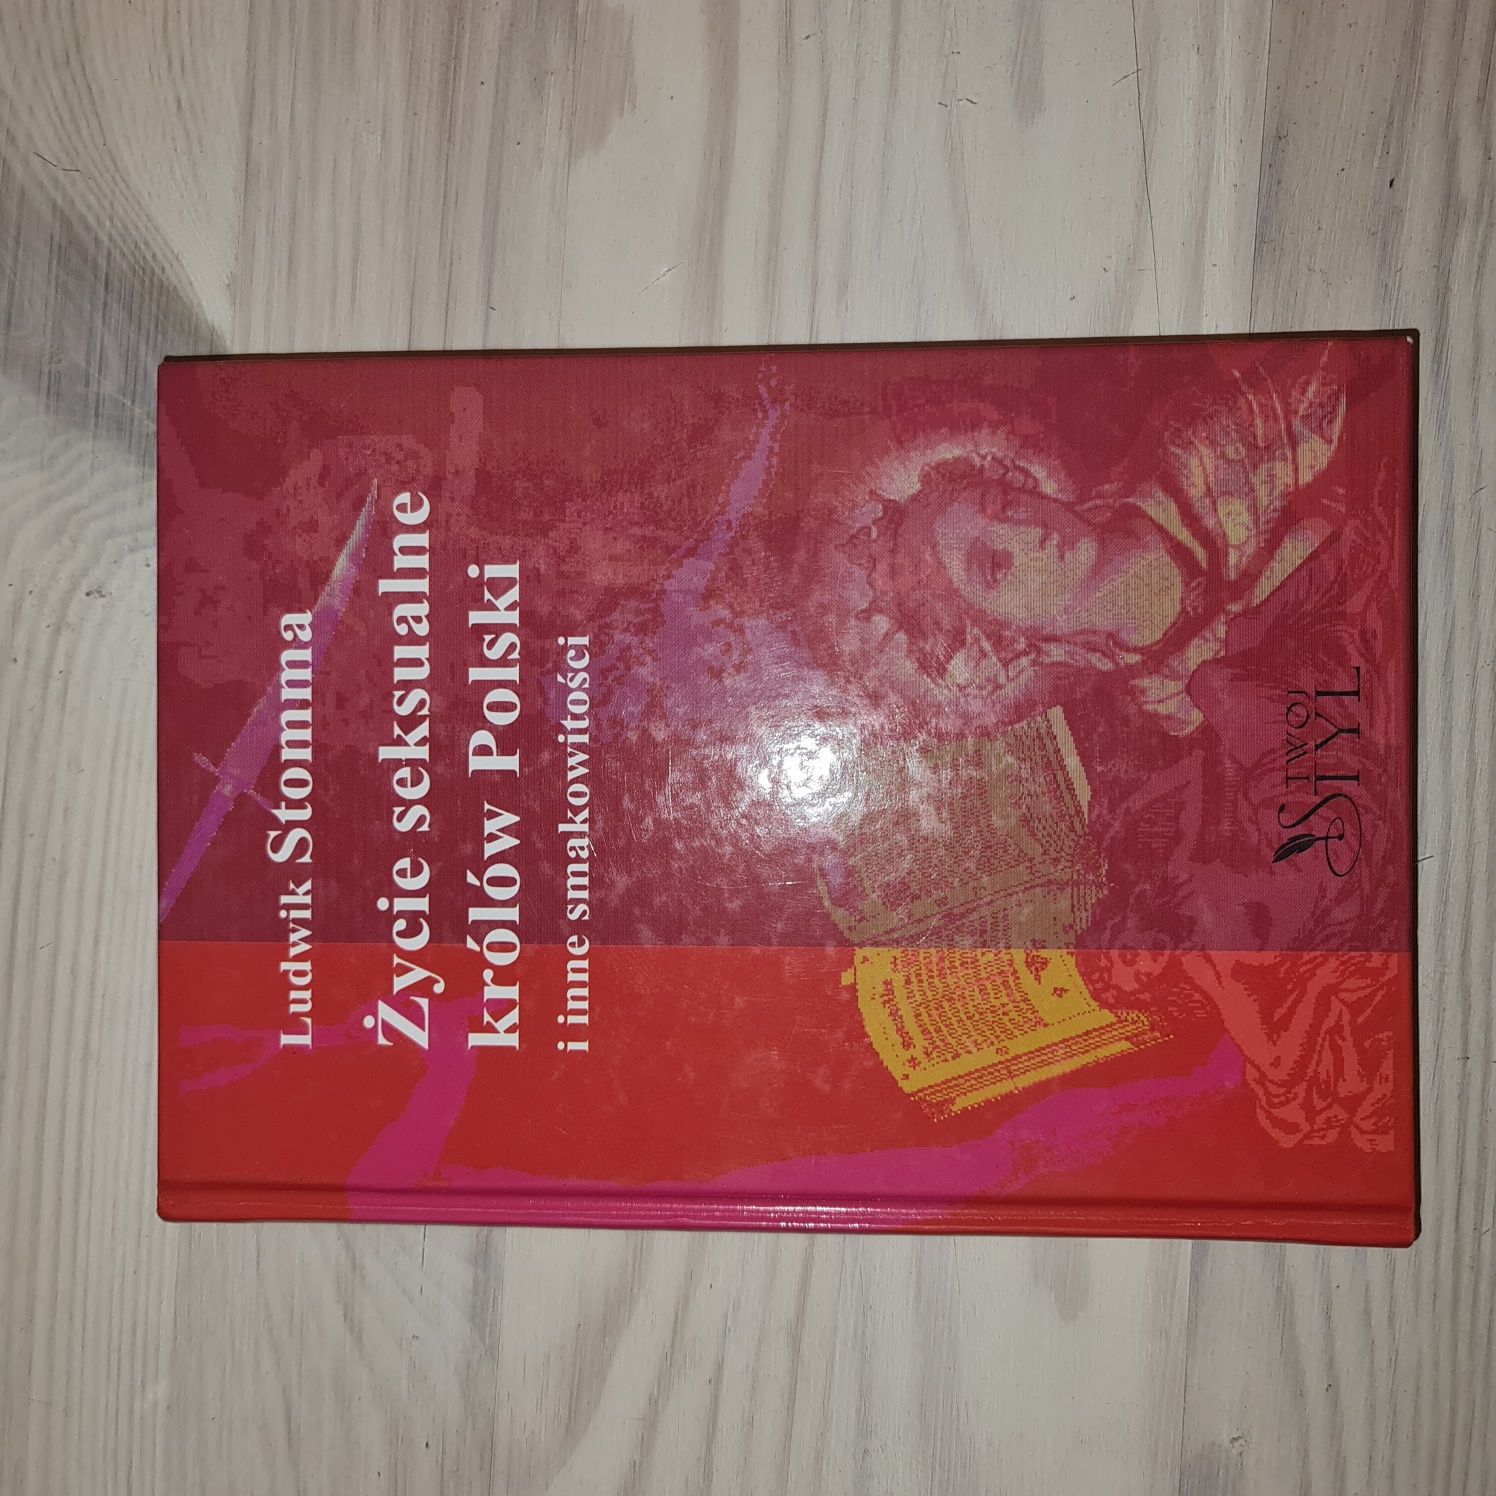 Ludwik Stomma
Życie seksualne
królów Polski
i inne smakowitości
TWÓJ
STYL